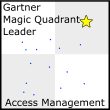 Gartner
Magic Quadrant
Leader
Access Management